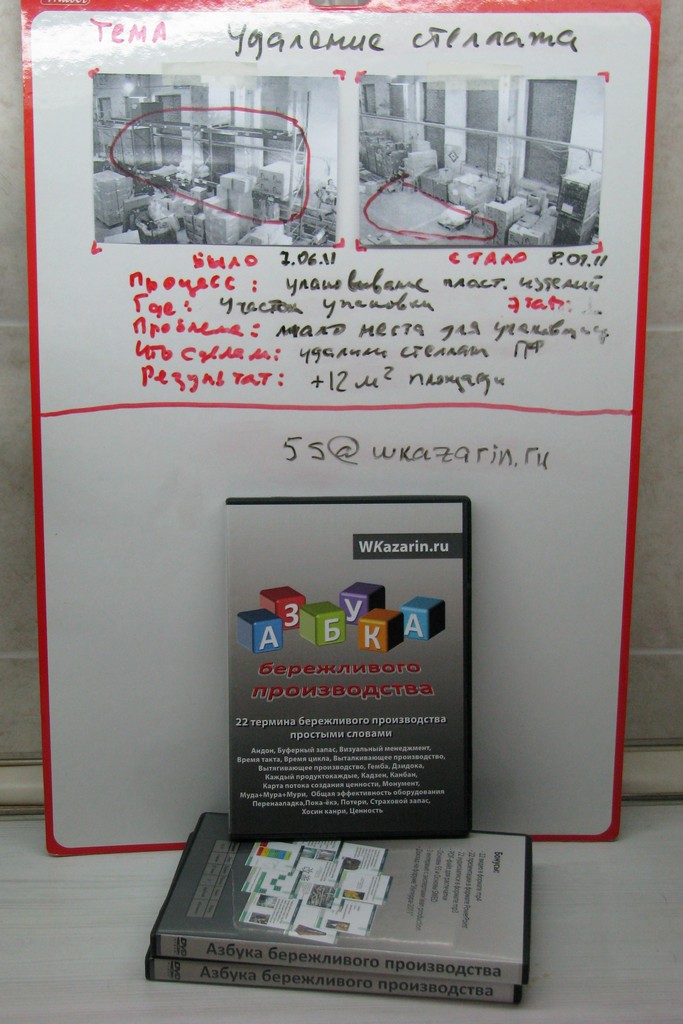 ТЕМА Удаление стеллажа
БЫЛО 7.06.11
СТАЛО 8.07.11
Процесс: упаковывание пласт. изделий
Где: Участок упаковки Этап:
Проблема: мало места для упаковщиц
Что сделали: удалили стеллаж ПФ
Результат: +12 м² площади
5s@wkazarin.ru
WKazarin.ru
АЗБУКА
бережливого
производства
22 термина бережливого производства
простыми словами
Андон, Буферный запас, Визуальный менеджмент,
Время такта, Время цикла, Выталкивающее производство,
Вытягивающее производство, Гемба, Дзидока,
Каждый продукткаждые, Кадзен, Канбан,
Карта потока создания ценности, Монумент,
Муда+Мура+Мури, Общая эффективность оборудования
Переналадка,Пока-ёкэ, Потери, Страховой запас,
Хосин канри, Ценность
Бонусы:
Азбука бережливого производства
Азбука бережливого производства